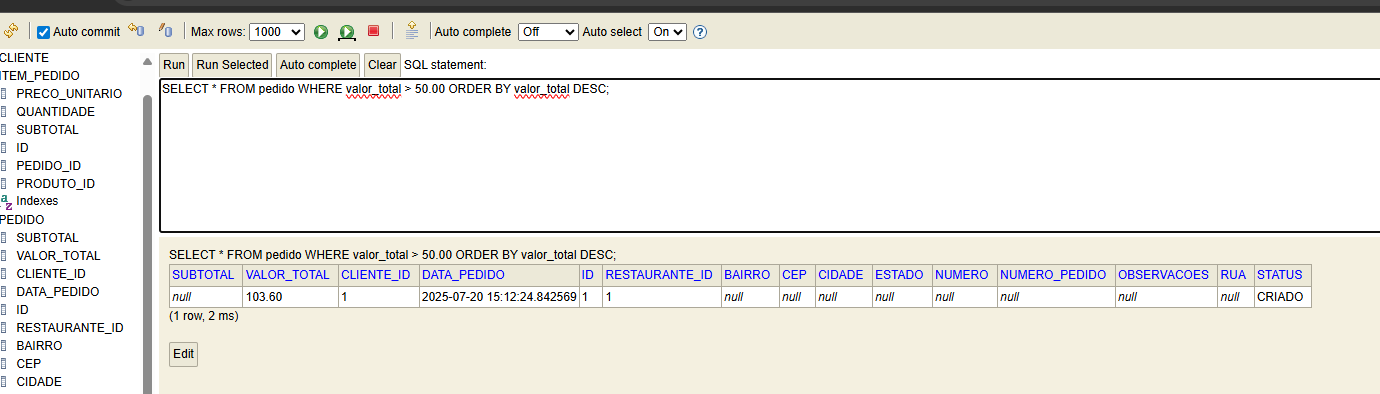 Auto commit Max rows: 1000 Auto complete Off Auto select On ?
CLIENTE
ITEM_PEDIDO
PRECO_UNITARIO
QUANTIDADE
SUBTOTAL
ID
PEDIDO_ID
PRODUTO_ID
Indexes
PEDIDO
SUBTOTAL
VALOR_TOTAL
CLIENTE_ID
DATA_PEDIDO
ID
RESTAURANTE_ID
BAIRRO
CEP
CIDADE
Run Run Selected Auto complete Clear SQL statement:
SELECT * FROM pedido WHERE valor_total > 50.00 ORDER BY valor_total DESC;
SELECT * FROM pedido WHERE valor_total > 50.00 ORDER BY valor_total DESC;
SUBTOTAL VALOR_TOTAL CLIENTE_ID DATA_PEDIDO ID RESTAURANTE_ID BAIRRO CEP CIDADE ESTADO NUMERO NUMERO_PEDIDO OBSERVACOES RUA STATUS
null 103.60 1 2025-07-20 15:12:24.842569 1 1 null null null null null null null null CRIADO
(1 row, 2 ms)
Edit